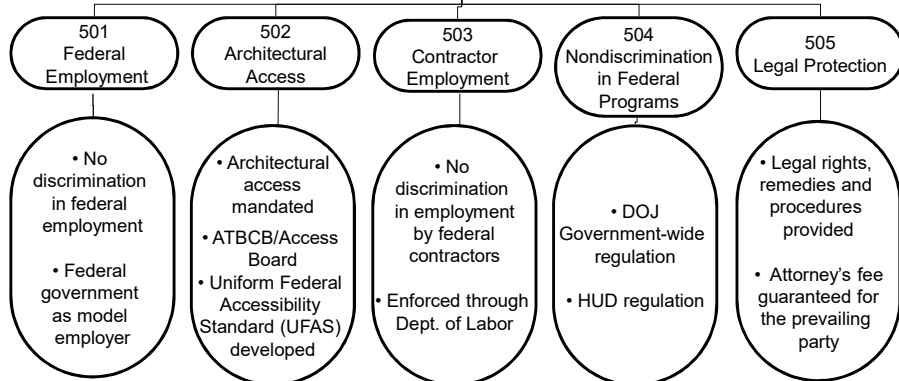 501
Federal
Employment
502
Architectural
Access
503
Contractor
Employment
504
Nondiscrimination
in Federal
Programs
505
Legal Protection
• No
discrimination
in federal
employment
• Federal
government
as model
employer
• Architectural
access
mandated
• ATBCB/Access
Board
• Uniform Federal
Accessibility
Standard (UFAS)
developed
• No
discrimination
in employment
by federal
contractors
• Enforced through
Dept. of Labor
• DOJ
Government-wide
regulation
• HUD regulation
• Legal rights,
remedies and
procedures
provided
• Attorney's fee
guaranteed for
the prevailing
party